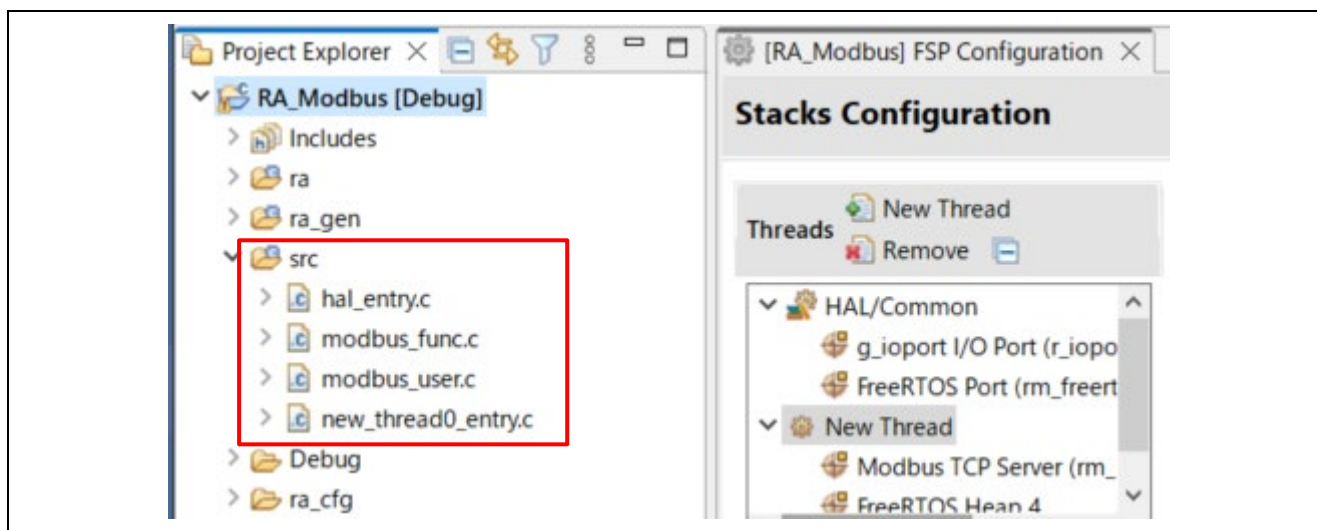 Project Explorer
RA_Modbus [Debug]
Includes
ra
ra_gen
src
hal_entry.c
modbus_func.c
modbus_user.c
new_thread0_entry.c
Debug
ra_cfg
[RA_Modbus] FSP Configuration
Stacks Configuration
Threads
New Thread
Remove
HAL/Common
g_ioport I/O Port (r_iopo
FreeRTOS Port (rm_freert
New Thread
Modbus TCP Server (rm_
FreeRTOS Heap 4